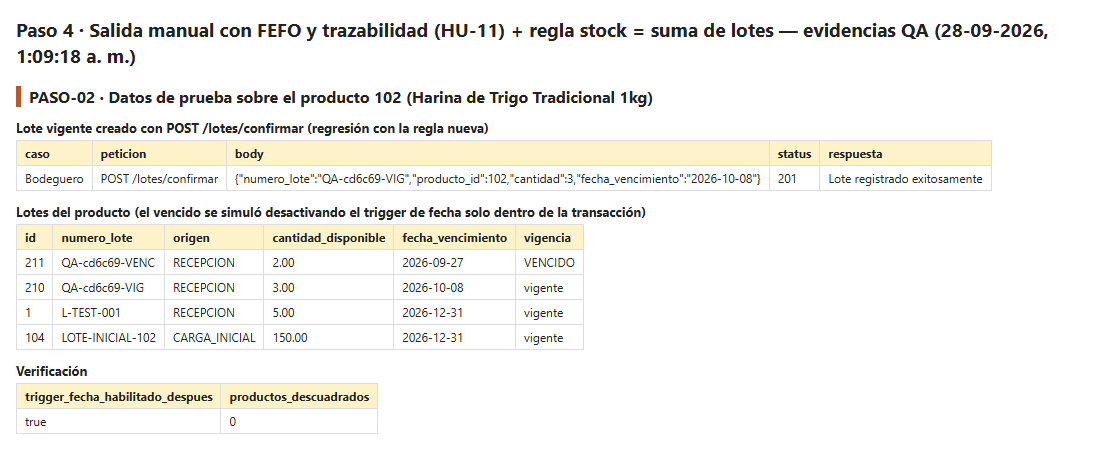 Paso 4 · Salida manual con FEFO y trazabilidad (HU-11) + regla stock = suma de lotes — evidencias QA (28-09-2026,
1:09:18 a. m.)
PASO-02 · Datos de prueba sobre el producto 102 (Harina de Trigo Tradicional 1kg)
Lote vigente creado con POST /lotes/confirmar (regresión con la regla nueva)
caso peticion body status respuesta
Bodeguero POST /lotes/confirmar {"numero_lote":"QA-cd6c69-VIG","producto_id":102,"cantidad":3,"fecha_vencimiento":"2026-10-08"} 201 Lote registrado exitosamente
Lotes del producto (el vencido se simuló desactivando el trigger de fecha solo dentro de la transacción)
id numero_lote origen cantidad_disponible fecha_vencimiento vigencia
211 QA-cd6c69-VENC RECEPCION 2.00 2026-09-27 VENCIDO
210 QA-cd6c69-VIG RECEPCION 3.00 2026-10-08 vigente
1 L-TEST-001 RECEPCION 5.00 2026-12-31 vigente
104 LOTE-INICIAL-102 CARGA_INICIAL 150.00 2026-12-31 vigente
Verificación
trigger_fecha_habilitado_despues productos_descuadrados
true 0